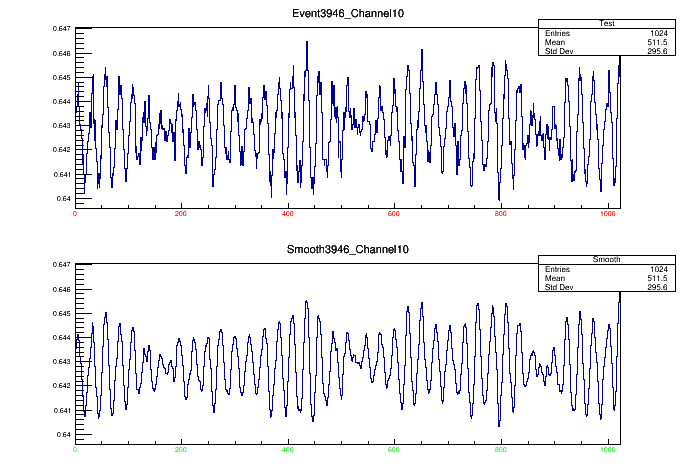 Event3946_Channel10
Test
Entries 1024
Mean 511.5
Std Dev 295.6
0.647
0.646
0.645
0.644
0.643
0.642
0.641
0.64
0 200 400 600 800 1000
Smooth3946_Channel10
Smooth
Entries 1024
Mean 511.5
Std Dev 295.6
0.647
0.646
0.645
0.644
0.643
0.642
0.641
0.64
0 200 400 600 800 1000